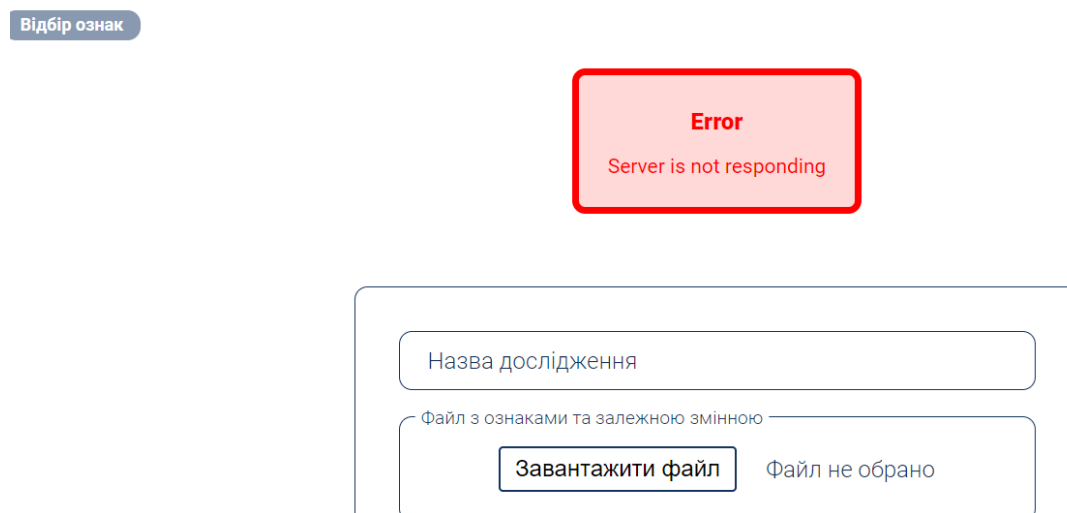 Відбір ознак
Error
Server is not responding
Назва дослідження
Файл з ознаками та залежною змінною
Завантажити файл Файл не обрано